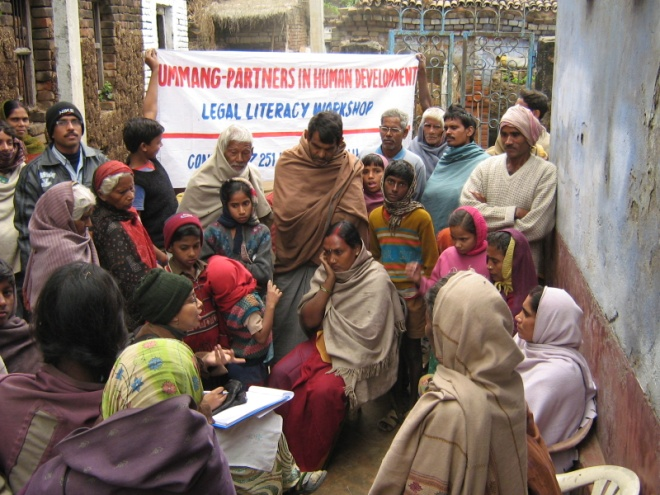 UMMANG-PARTNERS IN HUMAN DEVELOPMENT
LEGAL LITERACY WORKSHOP